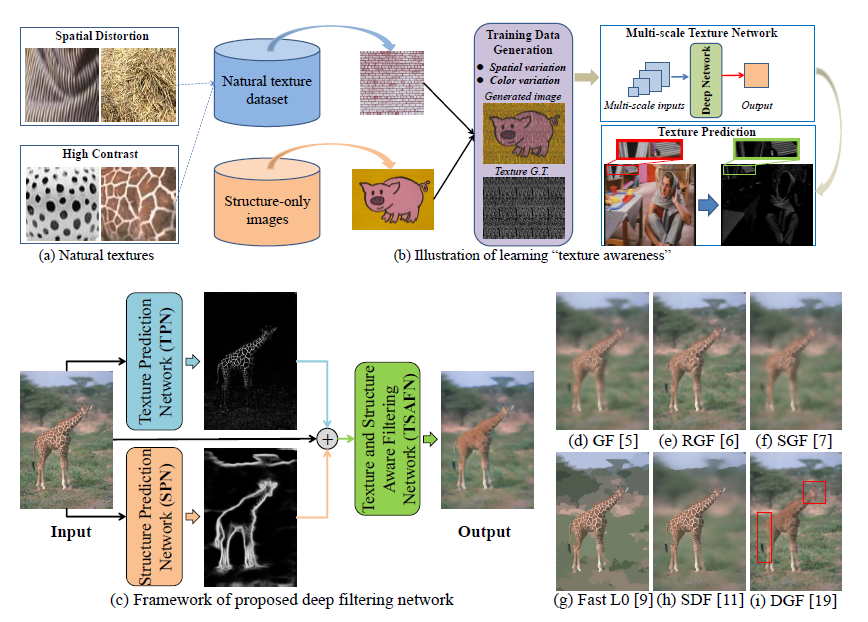 Spatial Distortion
High Contrast
(a) Natural textures
Natural texture
dataset
Structure-only
images
Training Data
Generation
● Spatial variation
● Color variation
Generated image
Texture G.T.
Multi-scale Texture Network
Multi-scale inputs
Deep Network
Output
Texture Prediction
(b) Illustration of learning “texture awareness”
Input
Texture Prediction
Network (TPN)
Structure Prediction
Network (SPN)
+
Texture and Structure
Aware Filtering
Network (TSAFN)
Output
(c) Framework of proposed deep filtering network
(d) GF [5] (e) RGF [6] (f) SGF [7]
(g) Fast L0 [9] (h) SDF [11] (i) DGF [19]